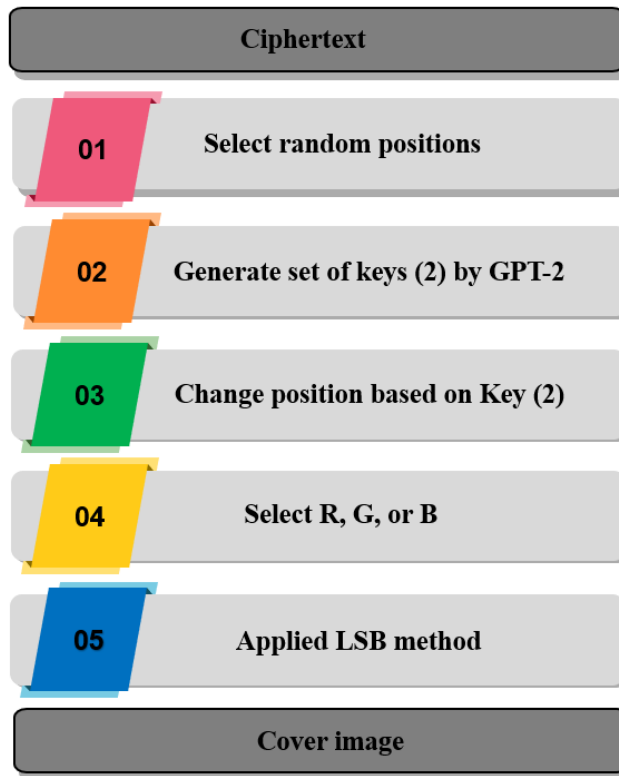 Ciphertext
01 Select random positions
02 Generate set of keys (2) by GPT-2
03 Change position based on Key (2)
04 Select R, G, or B
05 Applied LSB method
Cover image